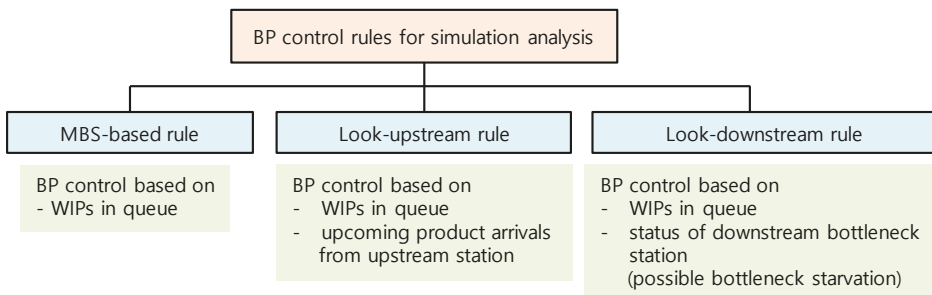 BP control rules for simulation analysis
MBS-based rule
Look-upstream rule
Look-downstream rule
BP control based on
- WIPs in queue
BP control based on
- WIPs in queue
- upcoming product arrivals
from upstream station
BP control based on
- WIPs in queue
- status of downstream bottleneck
station
(possible bottleneck starvation)